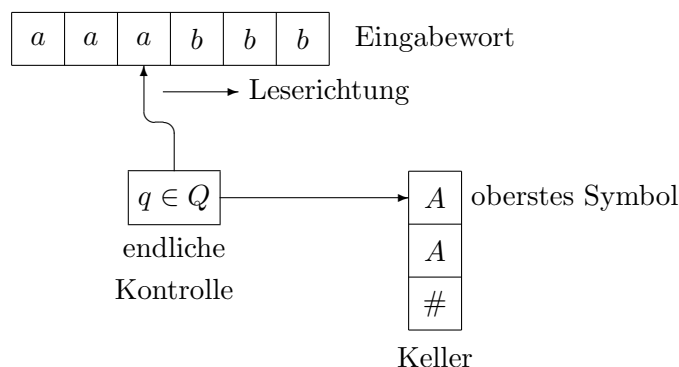 a a a b b b Eingabewort
Leserichtung
q ∈ Q A oberstes Symbol
endliche A
Kontrolle #
Keller